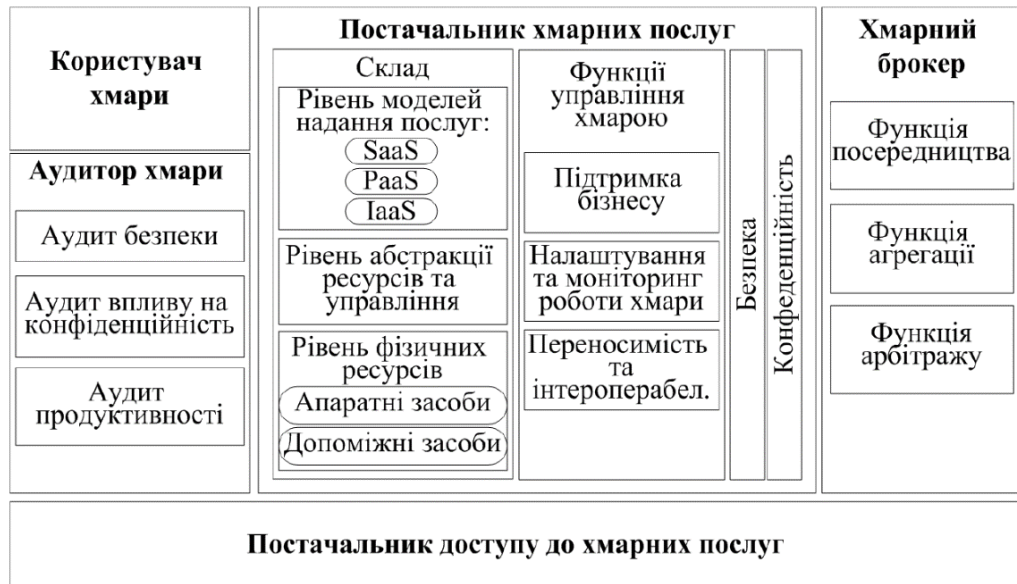 Користувач
хмари
Аудитор хмари
Аудит безпеки
Аудит впливу на
конфіденційність
Аудит
продуктивності
Постачальник хмарних послуг
Склад
Рівень моделей
надання послуг:
SaaS
PaaS
IaaS
Рівень абстракції
ресурсів та
управління
Рівень фізичних
ресурсів
Апаратні засоби
Допоміжні засоби
Функції
управління
хмарою
Підтримка
бізнесу
Налаштування
та моніторинг
роботи хмари
Переносимість
та
інтероперабел.
Безпека
Конфеденційність
Хмарний
брокер
Функція
посередництва
Функція
агрегації
Функція
арбітражу
Постачальник доступу до хмарних послуг